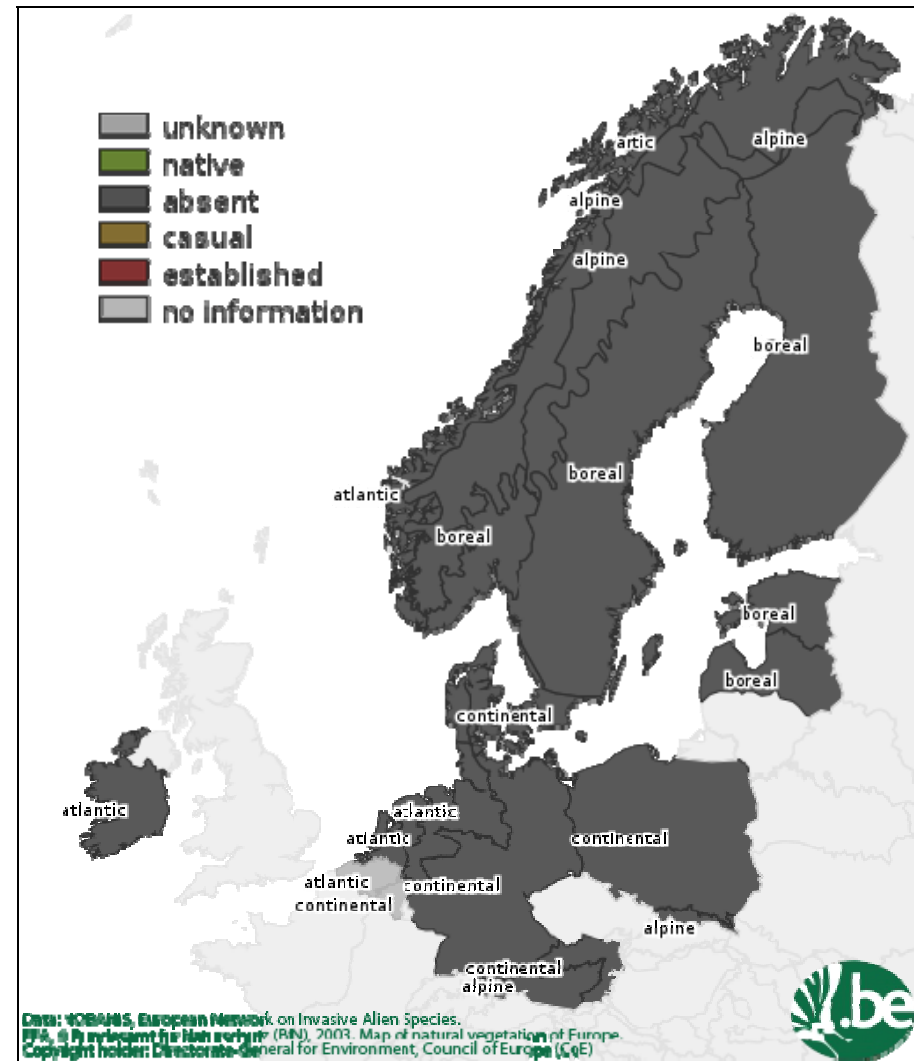 unknown
native
absent
casual
established
no information
artic
alpine
alpine
alpine
boreal
boreal
atlantic
boreal
boreal
boreal
continental
atlantic
atlantic
atlantic
continental
atlantic
continental
continental
alpine
continental
alpine
.be
Data: NOBANIS, European Network on Invasive Alien Species.
(BfN), 2003. Map of natural vegetation of Europe.
Copyright holder: Directorate-General for Environment, Council of Europe (CoE)